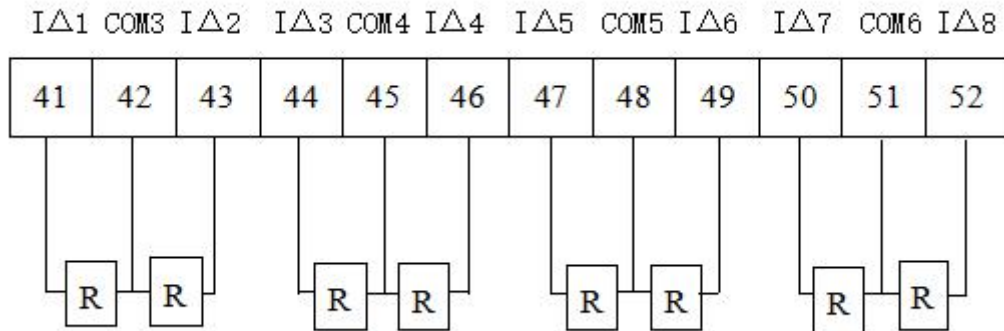 I△1 COM3 I△2 I△3 COM4 I△4 I△5 COM5 I△6 I△7 COM6 I△8
41 42 43 44 45 46 47 48 49 50 51 52
R R R R R R R R